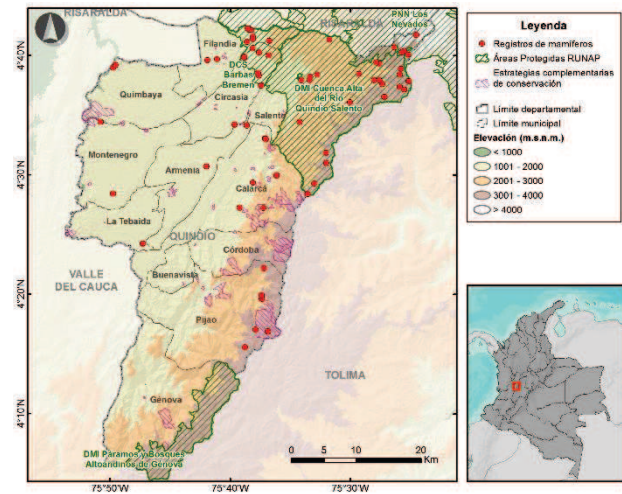 RISARALDA
RISARALDA
PNN Los
Nevados
4°40'N
4°30'N
4°20'N
4°10'N
Filandia
DCS
Barbas
Bremen
DMI Cuenca Alta
del Río
Quindío Salento
Quimbaya
Circasia
Salento
Montenegro
Armenia
Calarcá
La Tebaida
QUINDÍO
Córdoba
Buenavista
VALLE
DEL CAUCA
Pijao
TOLIMA
Génova
DMI Páramos y Bosques
Altoandinos de Génova
0 5 10 20
Km
75°50'W
75°40'W
75°30'W
Leyenda
Registros de mamíferos
Áreas Protegidas RUNAP
Estrategias complementarias
de conservación
Límite departamental
Límite municipal
Elevación (m.s.n.m.)
< 1000
1001 - 2000
2001 - 3000
3001 - 4000
> 4000